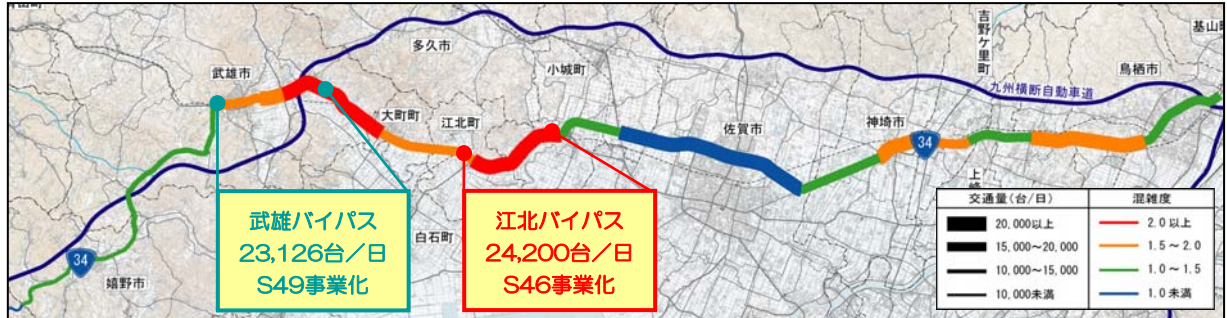 田町
多久市
吉野ケ里町
基山町
武雄市
小城町
鳥栖市
九州横断自動車道
大町町
江北町
佐賀市
神埼市
34
上峰
武雄バイパス
23,126台／日
S49事業化
江北バイパス
24,200台／日
S46事業化
白石町
34
嬉野市
交通量(台/日)
混雑度
20,000以上
2.0以上
15,000～20,000
1.5～2.0
10,000～15,000
1.0～1.5
10,000未満
1.0未満